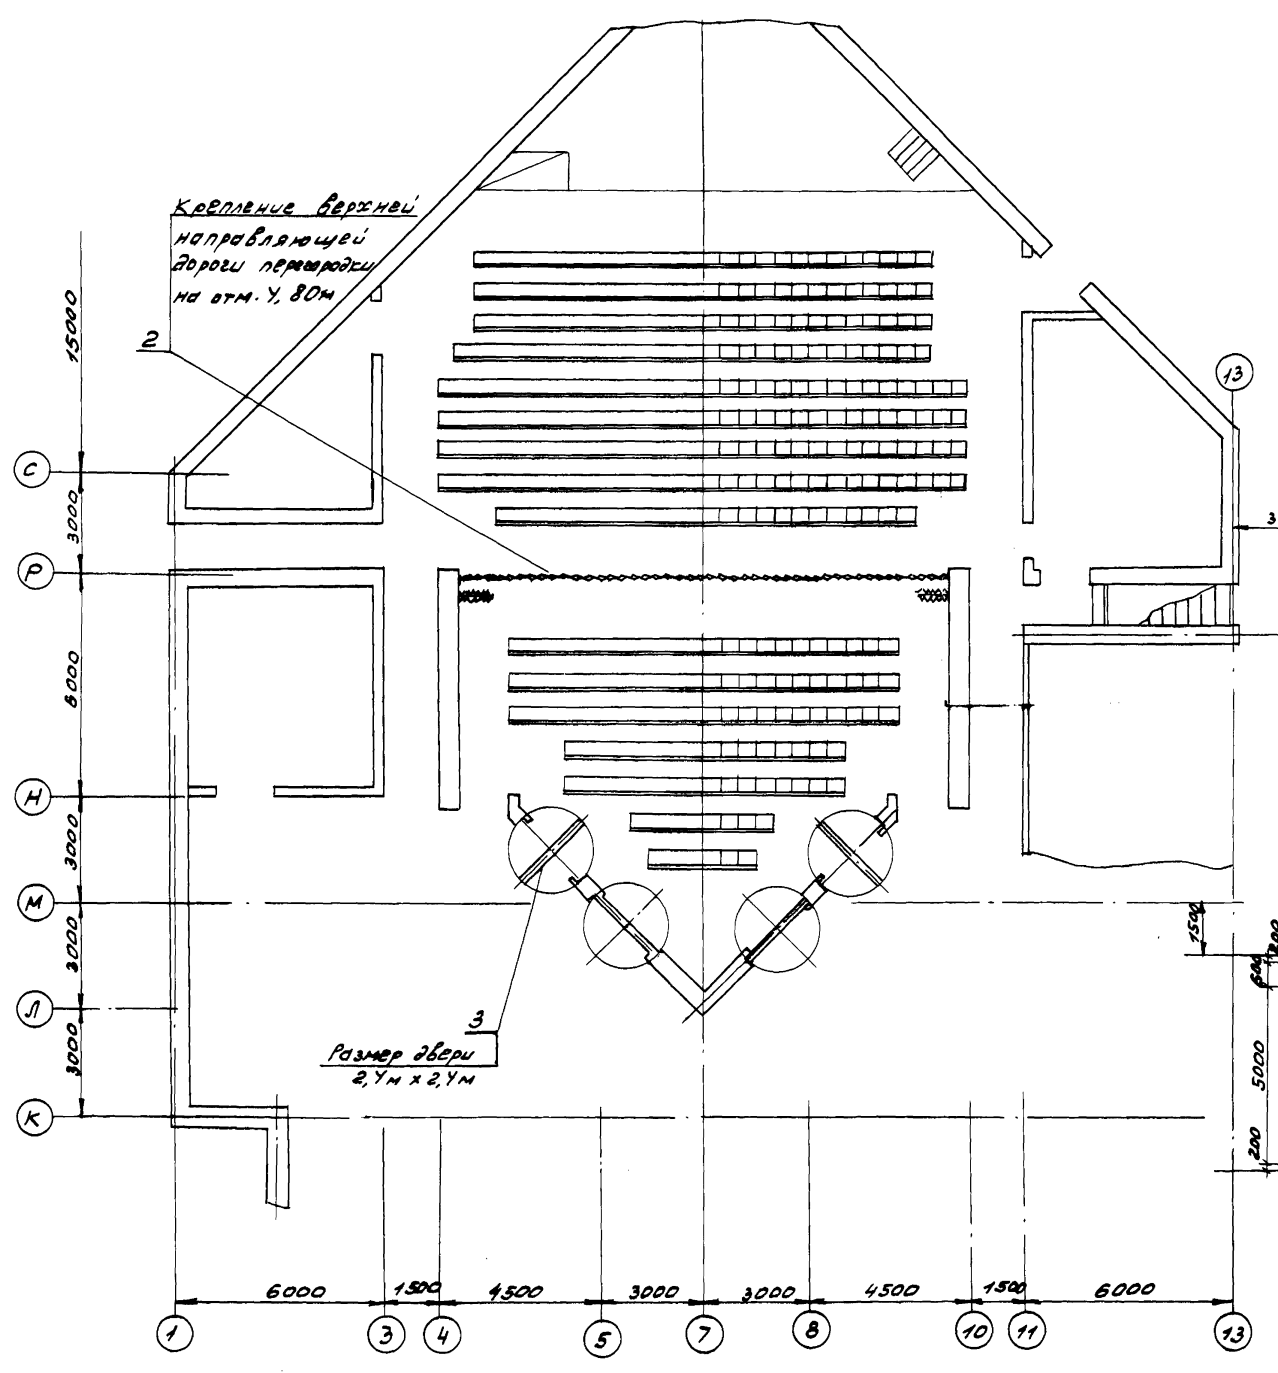 Крепление верхней
направляющей
дороги перегородки
на отм. 4,80м
2
15000
13
С
3000
3
Р
6000
Н
3000
М
1500
200
600
3000
Л
3
Размер двери
2,4м х 2,4м
3000
5000
К
200
6000 1500 4500 3000 3000 4500 1500 6000
1 3 4 5 7 8 10 11 13